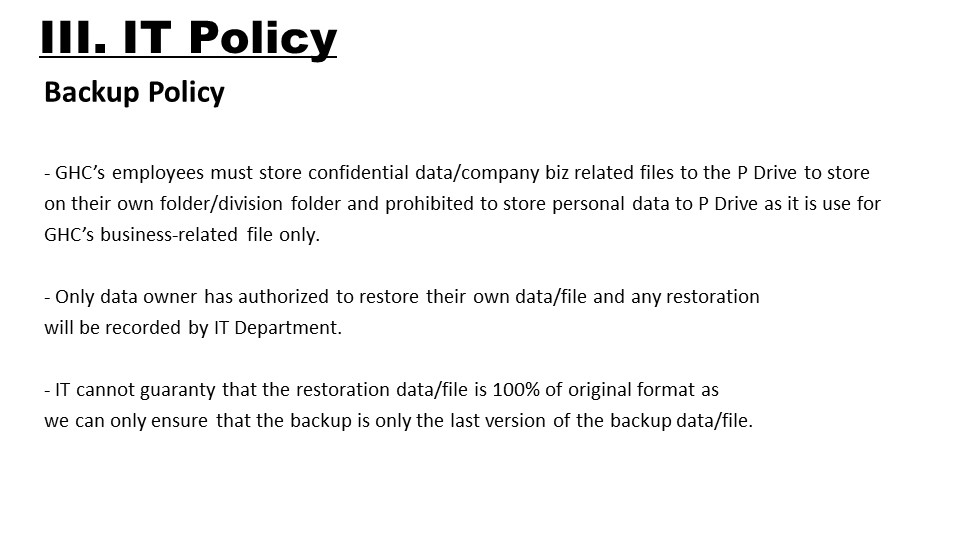 III. IT Policy
Backup Policy
- GHC’s employees must store confidential data/company biz related files to the P Drive to store
on their own folder/division folder and prohibited to store personal data to P Drive as it is use for
GHC’s business-related file only.
- Only data owner has authorized to restore their own data/file and any restoration
will be recorded by IT Department.
- IT cannot guaranty that the restoration data/file is 100% of original format as
we can only ensure that the backup is only the last version of the backup data/file.